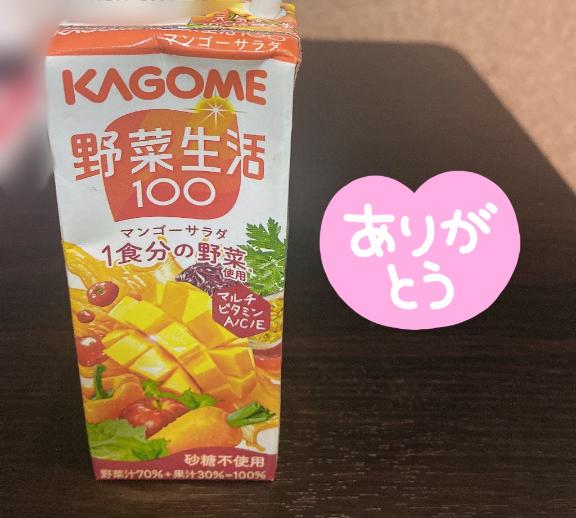 マンゴーサラダ
KAGOME
野菜生活
100
マンゴーサラダ
1食分の野菜
使用
マルチ
ビタミン
A/C/E
砂糖不使用
野菜汁70%+果汁30%=100%
ありが
とう